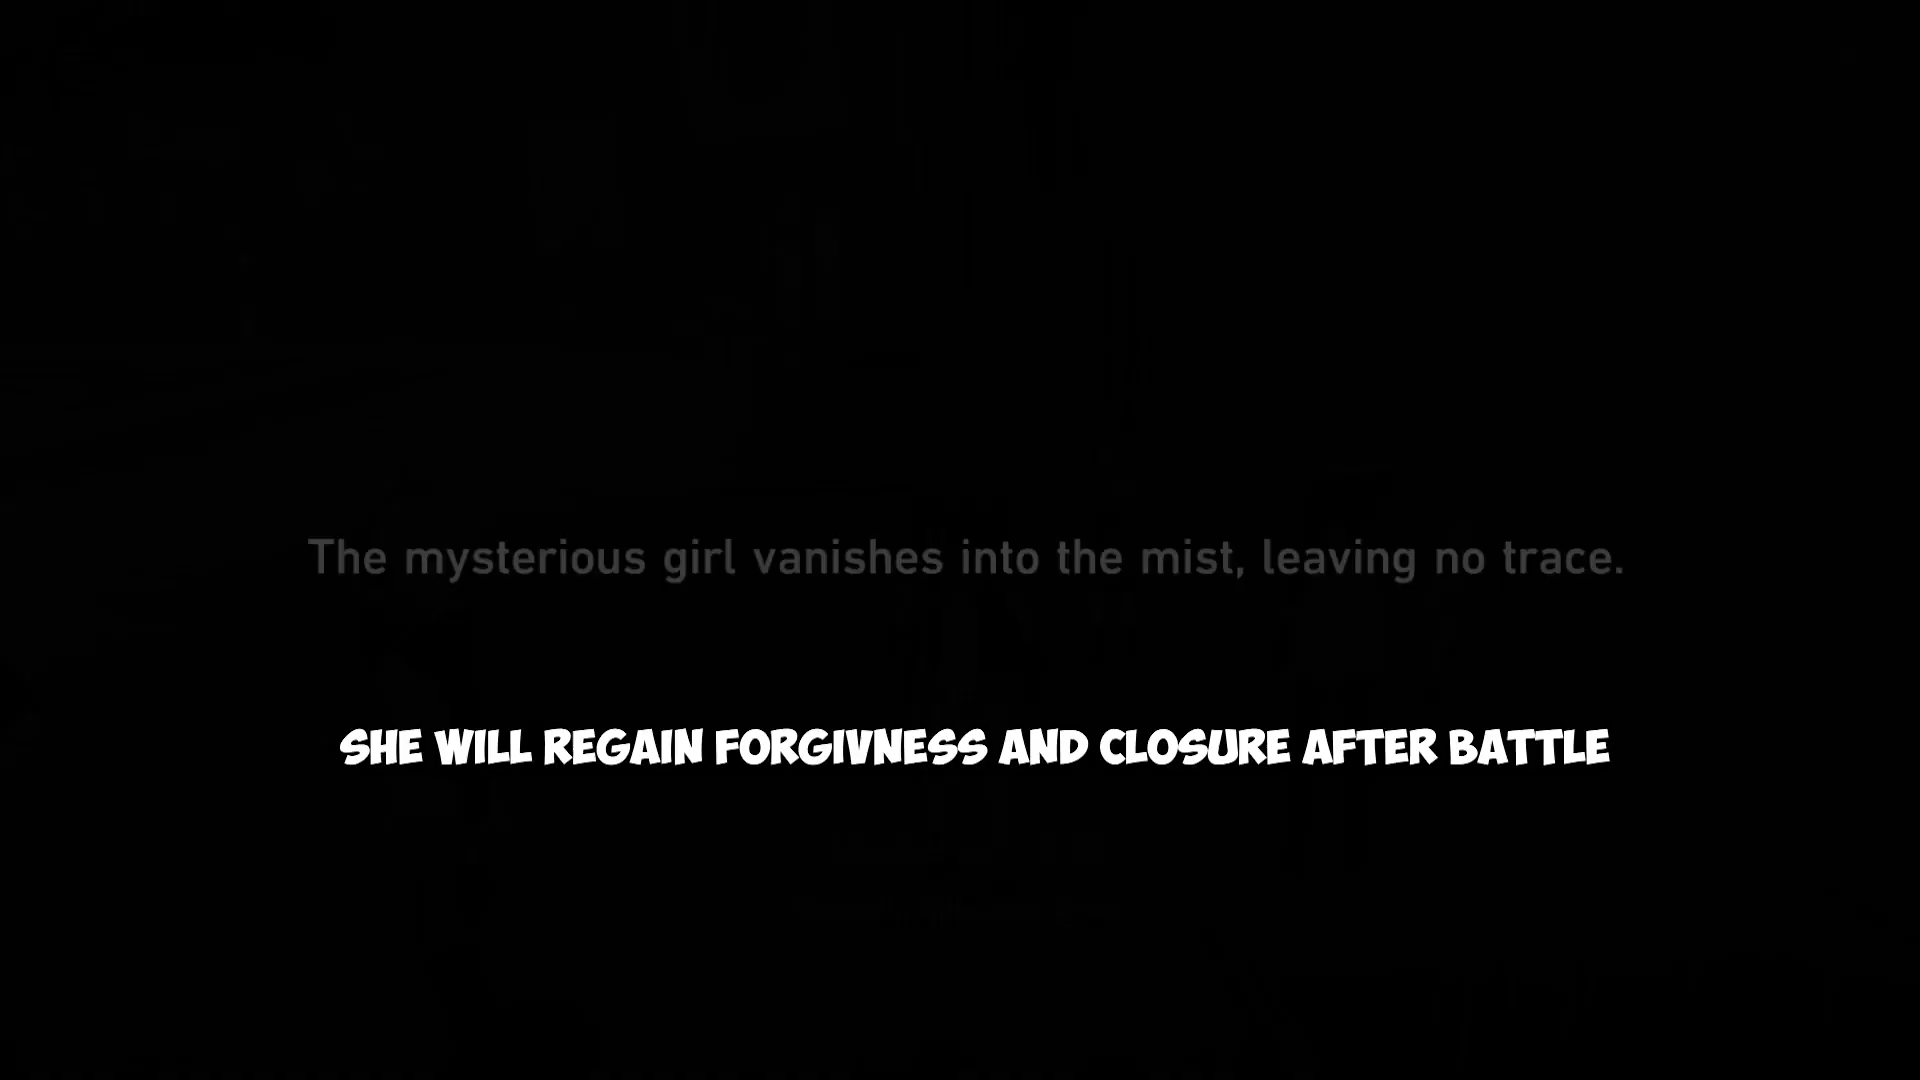 The mysterious girl vanishes into the mist, leaving no trace.
SHE WILL REGAIN FORGIVNESS AND CLOSURE AFTER BATTLE